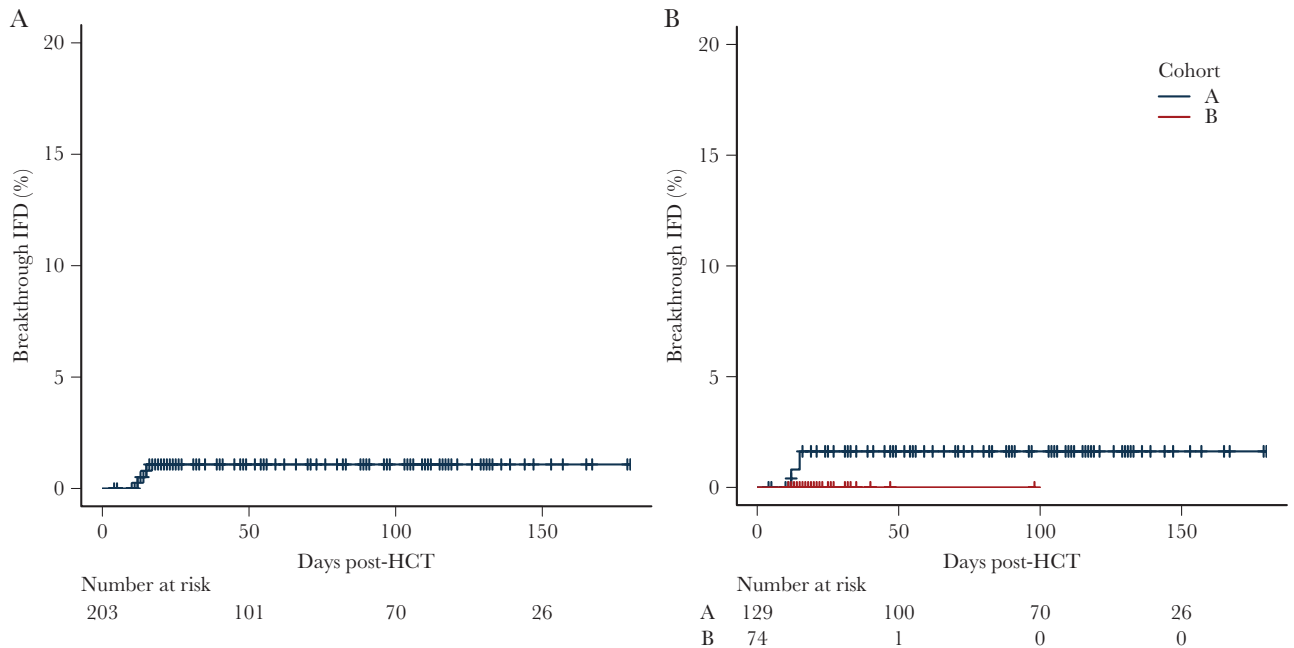 A
Breakthrough IFD (%)
20
15
10
5
0
0 50 100 150
Days post-HCT
Number at risk
203 101 70 26
B
Breakthrough IFD (%)
20
15
10
5
0
Cohort
A
B
0 50 100 150
Days post-HCT
Number at risk
A 129 100 70 26
B 74 1 0 0